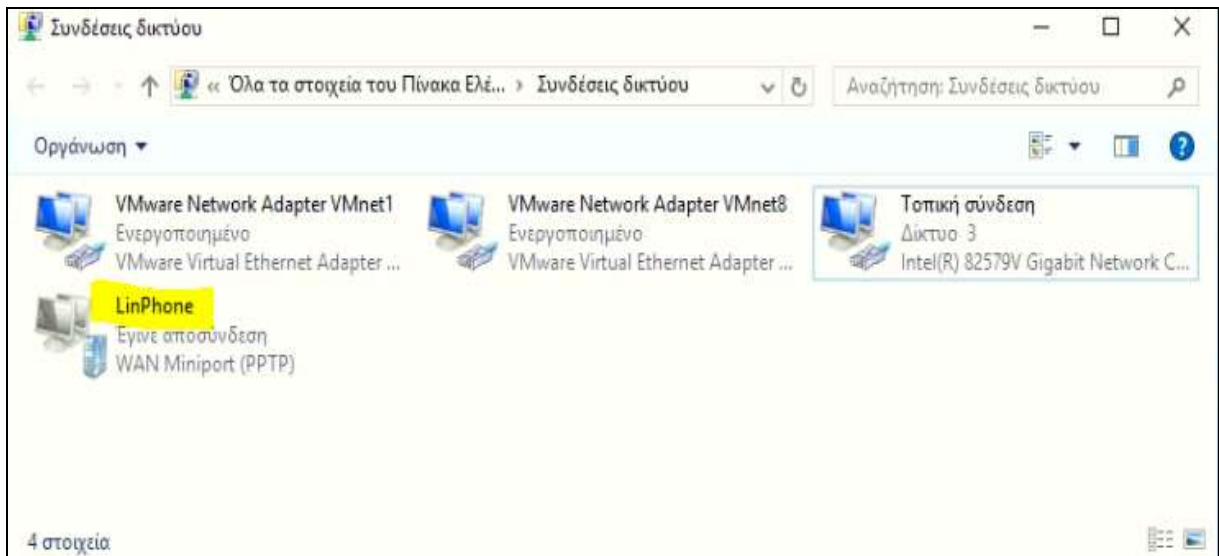 Συνδέσεις δικτύου
« Όλα τα στοιχεία του Πίνακα Ελέ... › Συνδέσεις δικτύου
Αναζήτηση: Συνδέσεις δικτύου
Οργάνωση
VMware Network Adapter VMnet1
Ενεργοποιημένο
VMware Virtual Ethernet Adapter ...
VMware Network Adapter VMnet8
Ενεργοποιημένο
VMware Virtual Ethernet Adapter ...
Τοπική σύνδεση
Δίκτυο 3
Intel(R) 82579V Gigabit Network C...
LinPhone
Έγινε αποσύνδεση
WAN Miniport (PPTP)
4 στοιχεία